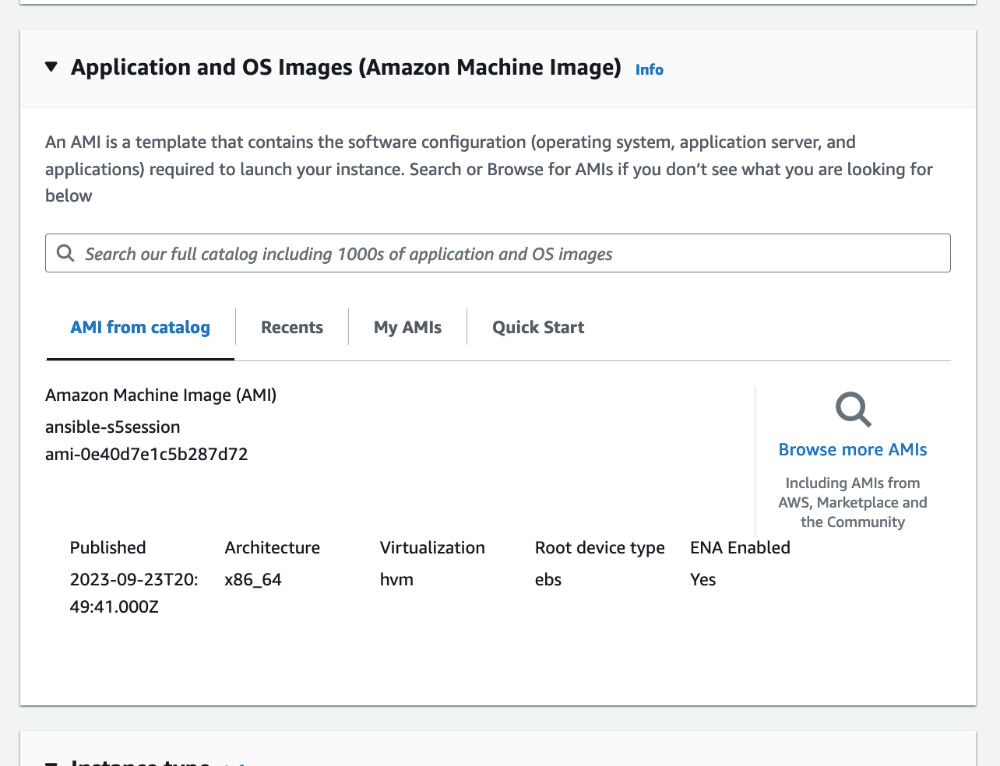 Application and OS Images (Amazon Machine Image) Info
An AMI is a template that contains the software configuration (operating system, application server, and
applications) required to launch your instance. Search or Browse for AMIs if you don’t see what you are looking for
below
Search our full catalog including 1000s of application and OS images
AMI from catalog
Recents
My AMIs
Quick Start
Amazon Machine Image (AMI)
ansible-s5session
ami-0e40d7e1c5b287d72
Browse more AMIs
Including AMIs from
AWS, Marketplace and
the Community
Published
2023-09-23T20:
49:41.000Z
Architecture
x86_64
Virtualization
hvm
Root device type
ebs
ENA Enabled
Yes
Instance type